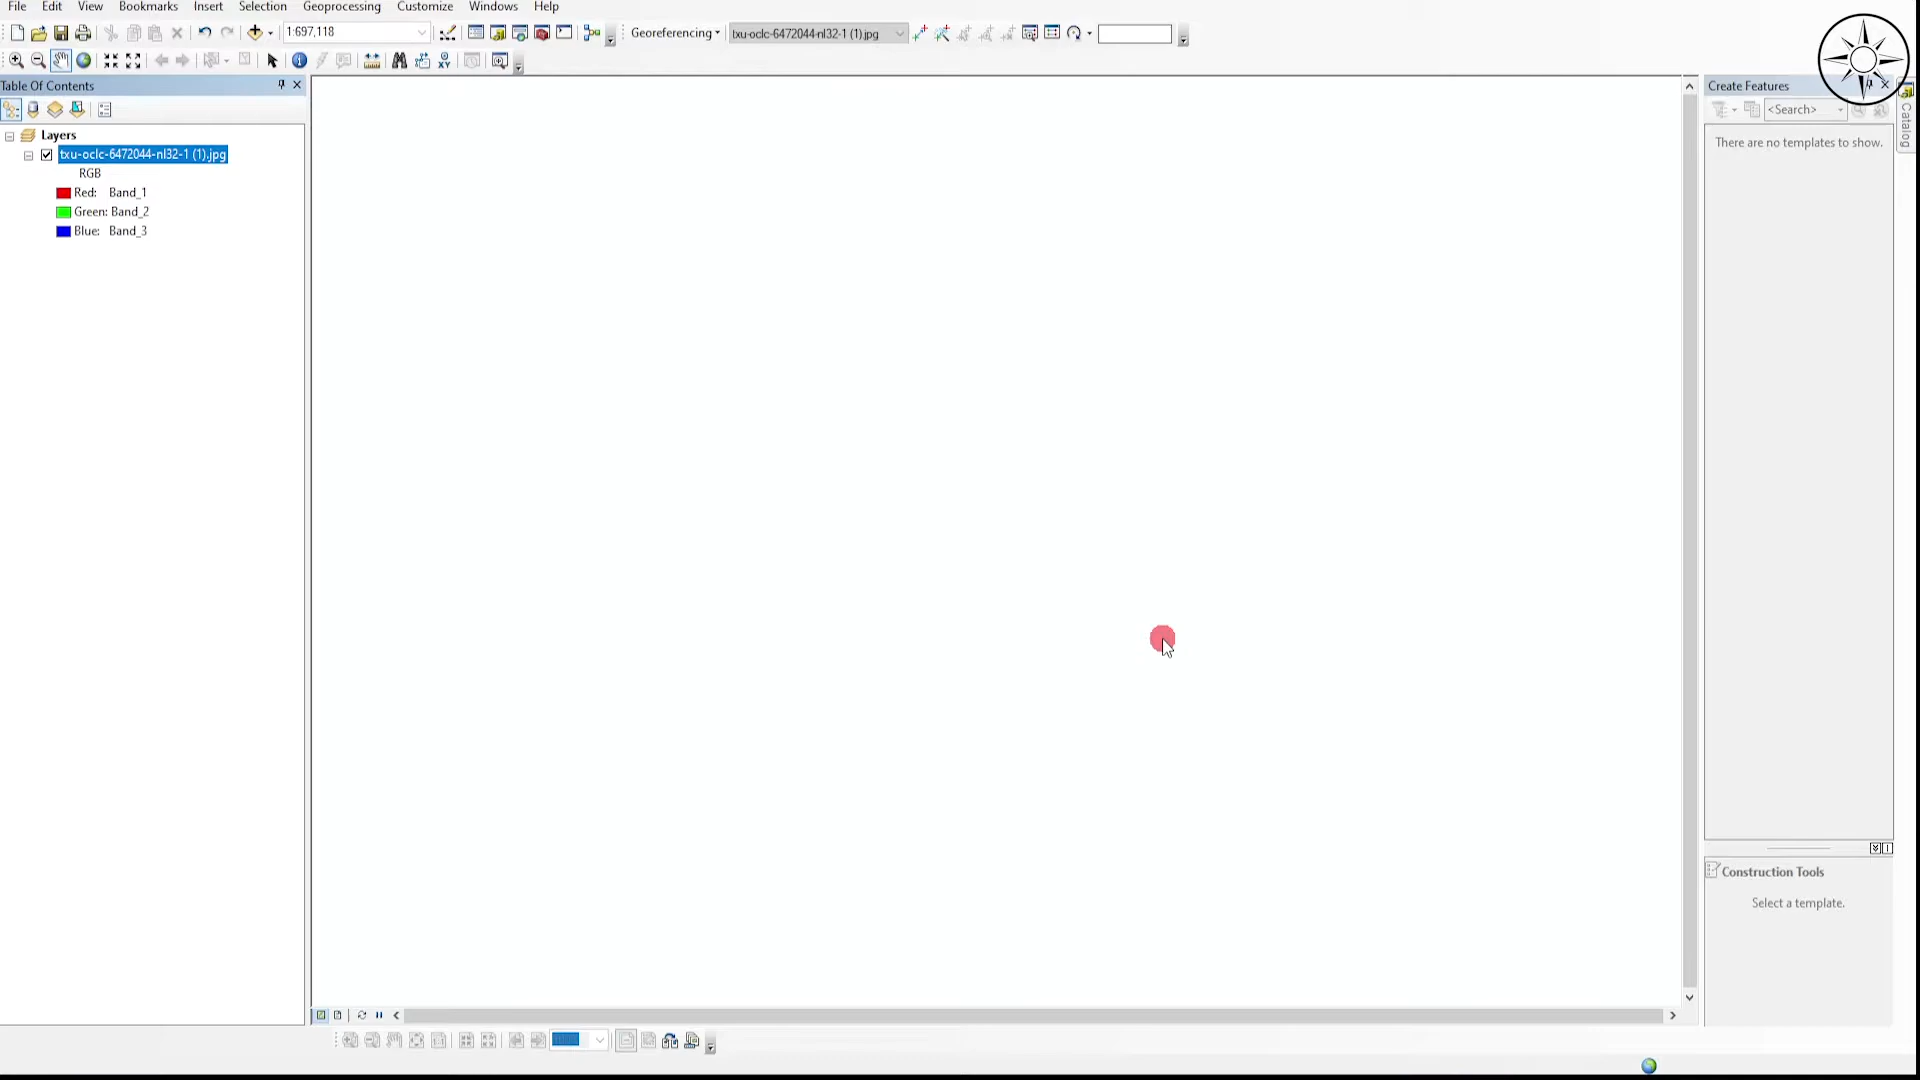 File Edit View Bookmarks Insert Selection Geoprocessing Customize Windows Help
1:697,118
Georeferencing
txu-oclc-6472044-nl32-1 (1).jpg
Table Of Contents
Layers
txu-oclc-6472044-nl32-1 (1).jpg
RGB
Red: Band_1
Green: Band_2
Blue: Band_3
Create Features
<Search>
There are no templates to show.
Catalog
Construction Tools
Select a template.